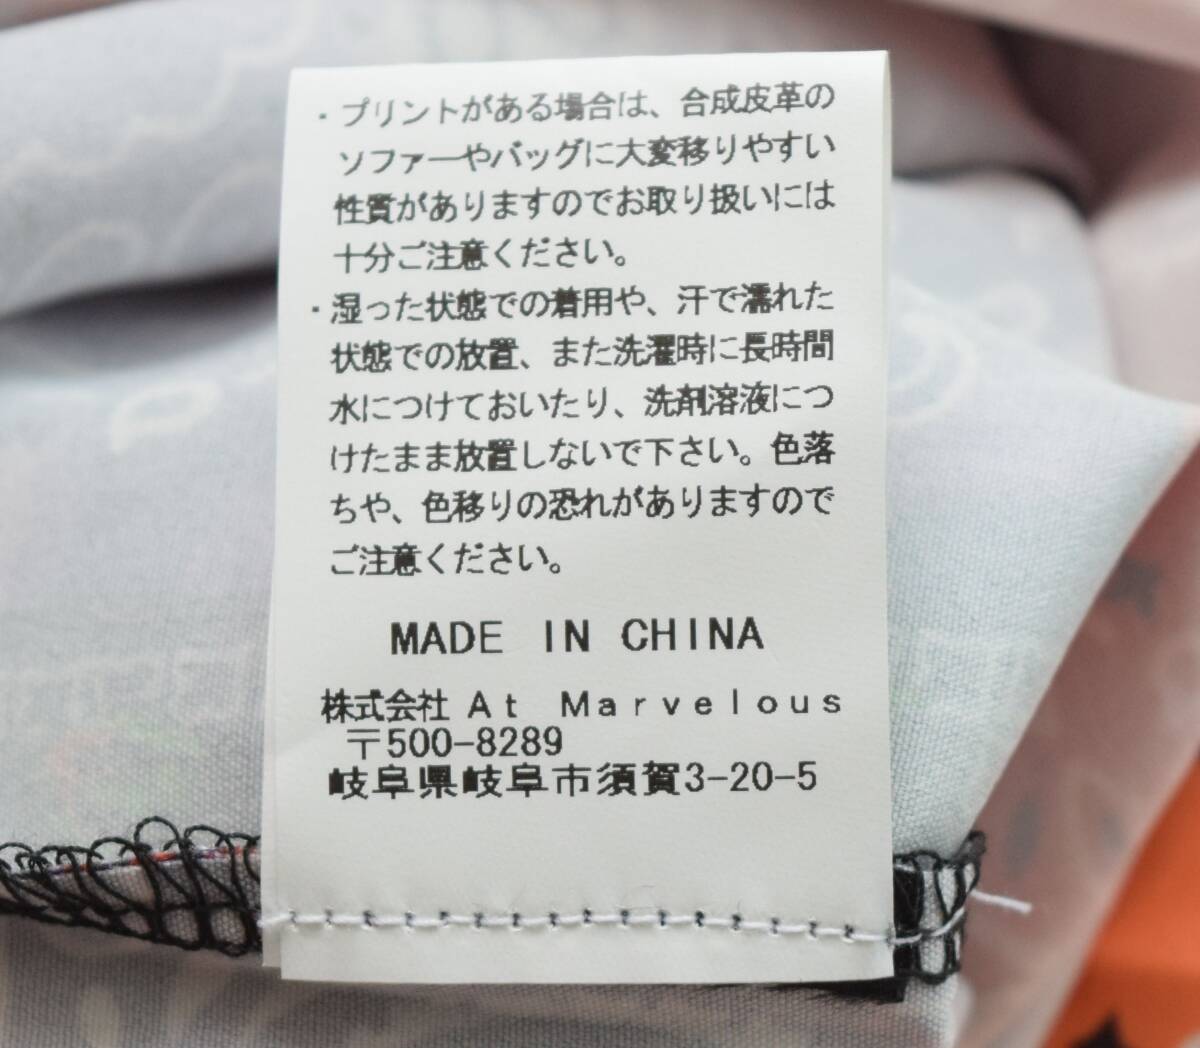 ・プリントがある場合は、合成皮革の
ソファーやバッグに大変移りやすい
性質がありますのでお取り扱いには
十分ご注意ください。
・湿った状態での着用や、汗で濡れた
状態での放置、また洗濯時に長時間
水につけておいたり、洗剤溶液につ
けたまま放置しないで下さい。色落
ちや、色移りの恐れがありますので
ご注意ください。
MADE IN CHINA
株式会社 At Marvelous
〒500-8289
岐阜県岐阜市須賀3-20-5